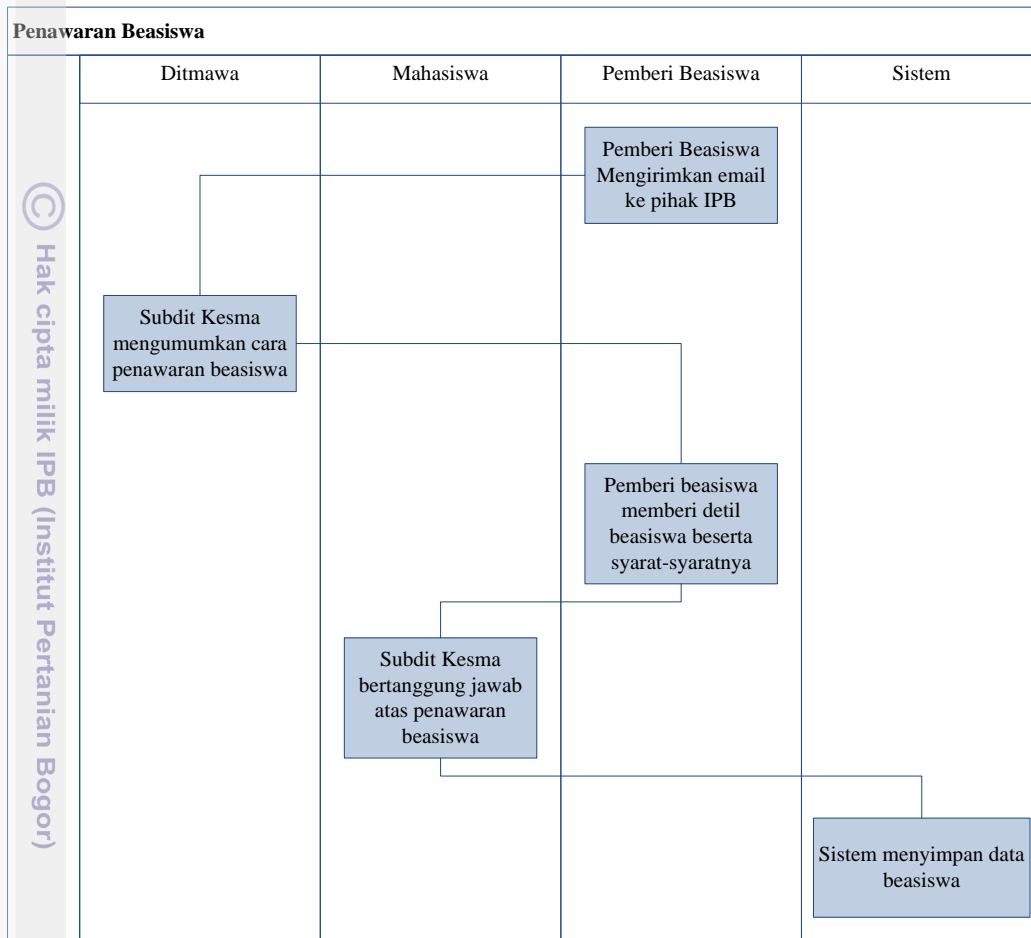 Penawaran Beasiswa
Ditmawa
Mahasiswa
Pemberi Beasiswa
Sistem
Pemberi Beasiswa
Mengirimkan email
ke pihak IPB
Subdit Kesma
mengumumkan cara
penawaran beasiswa
Pemberi beasiswa
memberi detil
beasiswa beserta
syarat-syaratnya
Subdit Kesma
bertanggung jawab
atas penawaran
beasiswa
Sistem menyimpan data
beasiswa
© Hak cipta milik IPB (Institut Pertanian Bogor)